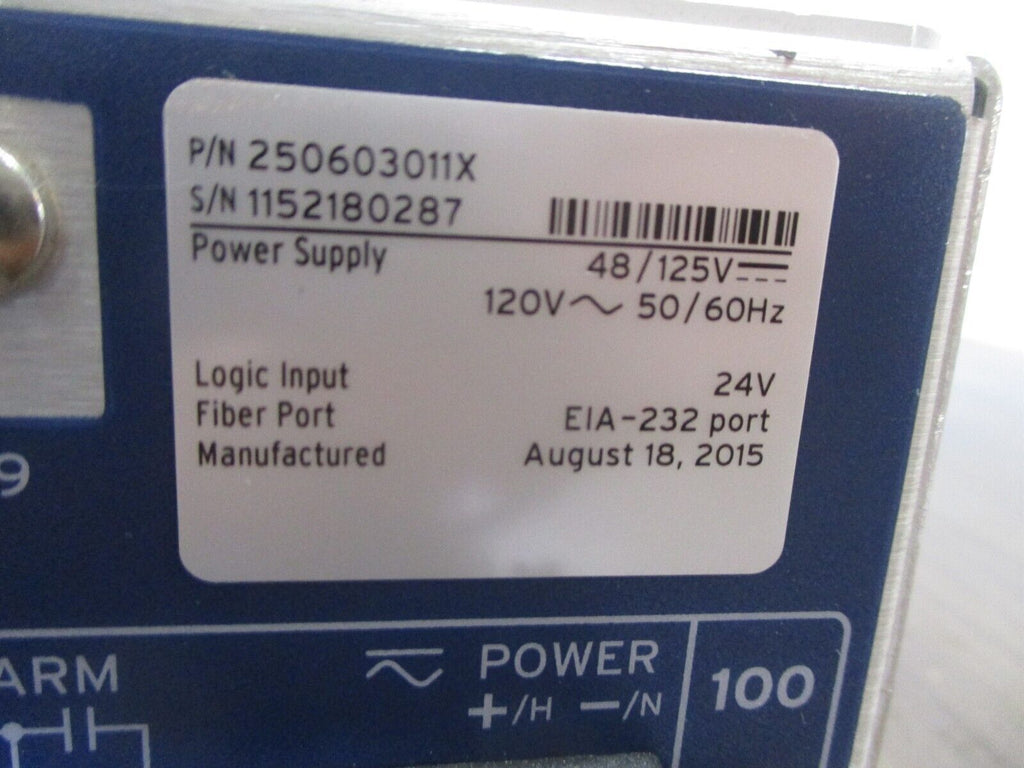 P/N 250603011X
S/N 1152180287
Power Supply 48/125V
120V 50/60Hz
Logic Input 24V
Fiber Port EIA-232 port
Manufactured August 18, 2015
9
ARM
POWER
+/H −/N
100